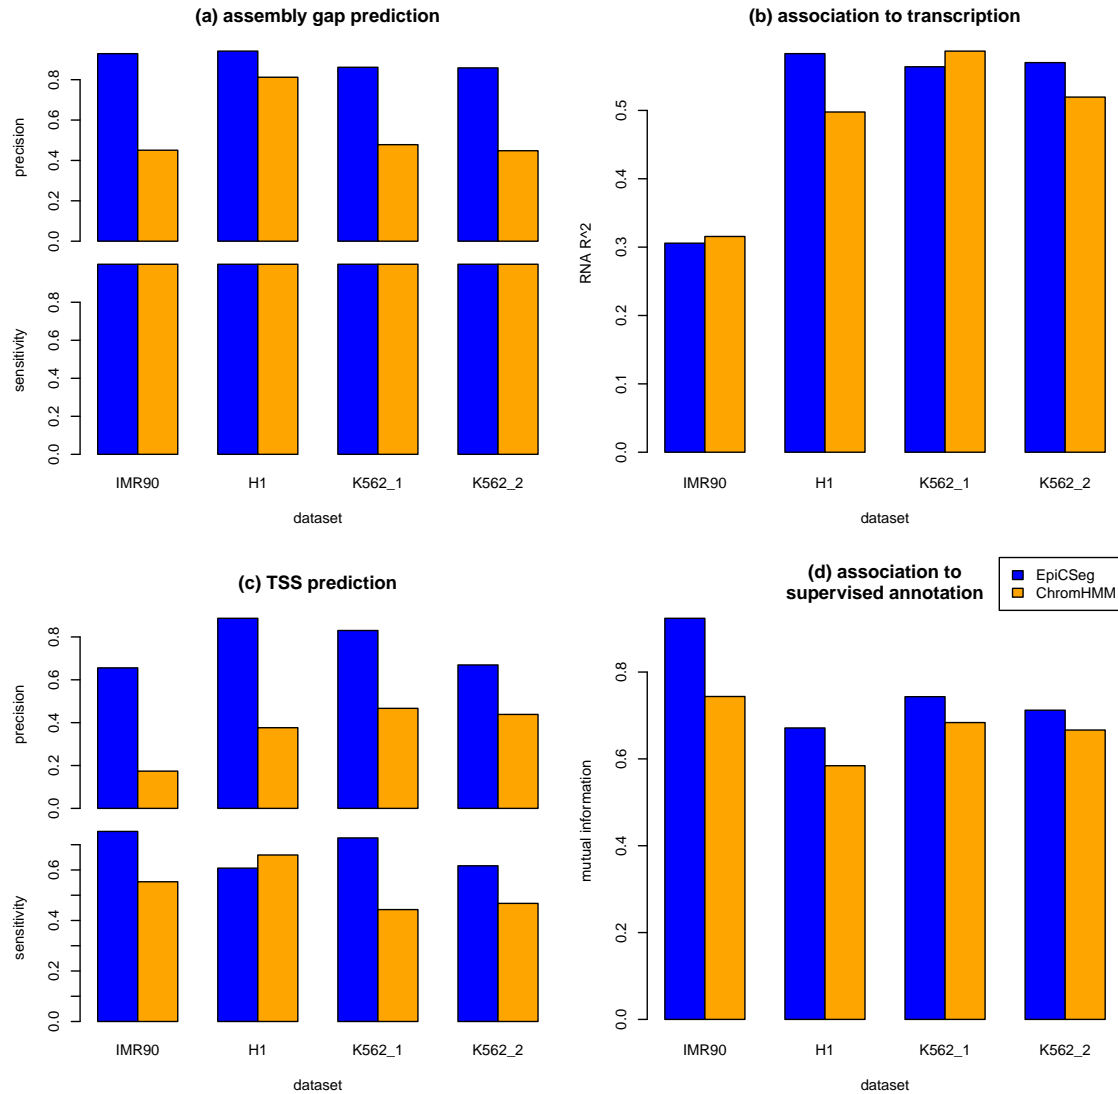 (a) assembly gap prediction
precision
0.0
0.2
0.4
0.6
0.8
sensitivity
0.0
0.2
0.4
0.6
0.8
IMR90 H1 K562_1 K562_2
dataset
(b) association to transcription
RNA R^2
0.0
0.1
0.2
0.3
0.4
0.5
IMR90 H1 K562_1 K562_2
dataset
(c) TSS prediction
precision
0.0
0.2
0.4
0.6
0.8
sensitivity
0.0
0.2
0.4
0.6
IMR90 H1 K562_1 K562_2
dataset
(d) association to
supervised annotation
EpiCSeg
ChromHMM
mutual information
0.0
0.2
0.4
0.6
0.8
IMR90 H1 K562_1 K562_2
dataset